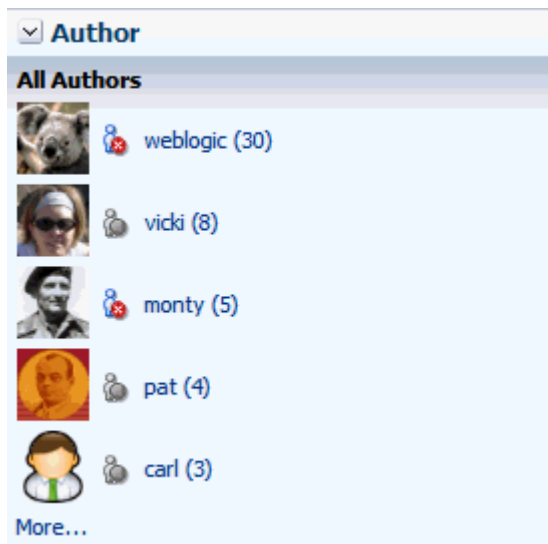 Author
All Authors
weblogic (30)
vicki (8)
monty (5)
pat (4)
carl (3)
More...